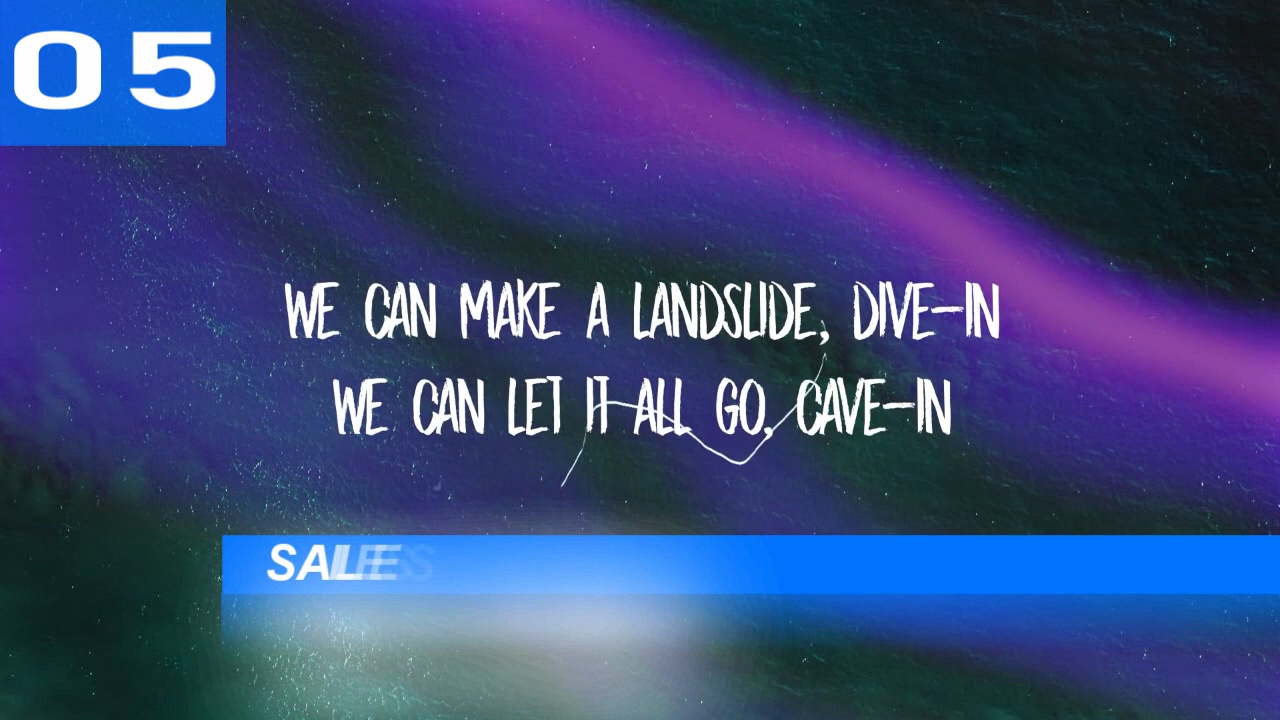 05
WE CAN MAKE A LANDSLIDE, DIVE-IN
WE CAN LET IT ALL GO, CAVE-IN